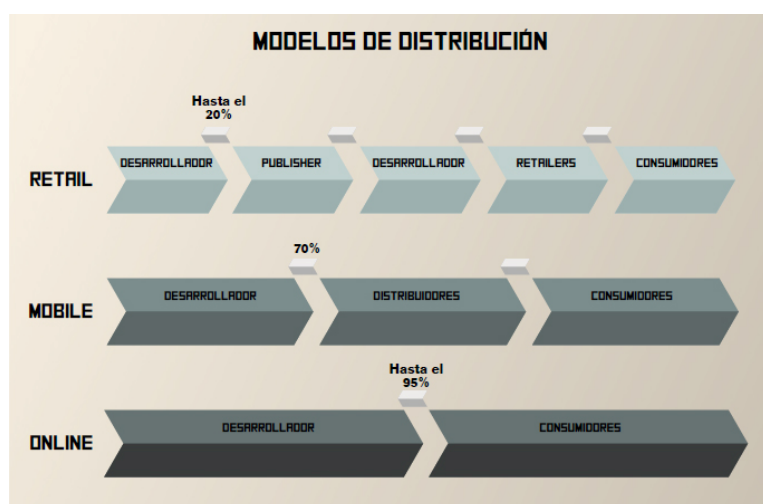 MODELOS DE DISTRIBUCIÓN
Hasta el
20%
RETAIL
DESARROLLADOR
PUBLISHER
DESARROLLADOR
RETAILERS
CONSUMIDORES
70%
MOBILE
DESARROLLADOR
DISTRIBUIDORES
CONSUMIDORES
Hasta el
95%
ONLINE
DESARROLLADOR
CONSUMIDORES